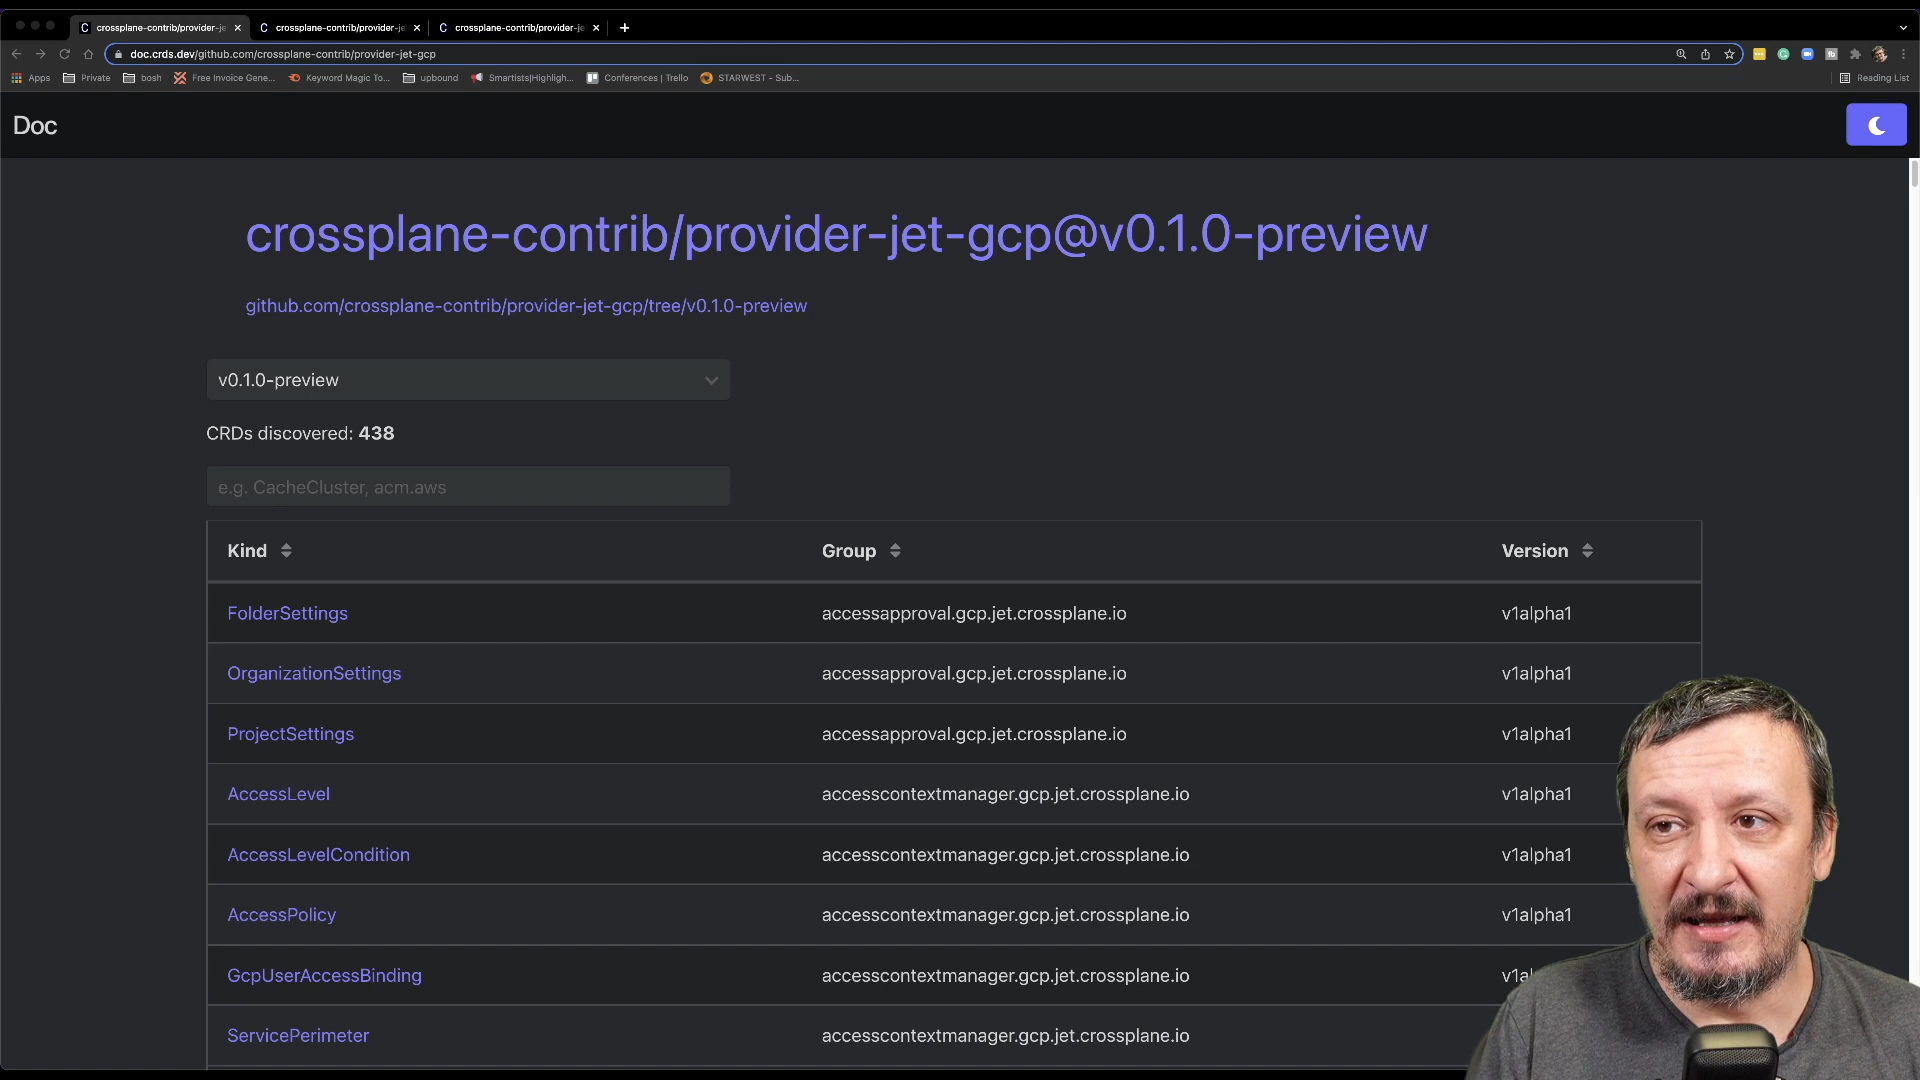 crossplane-contrib/provider-je
crossplane-contrib/provider-je
crossplane-contrib/provider-je
doc.crds.dev/github.com/crossplane-contrib/provider-jet-gcp
Apps
Private
bosh
Free Invoice Gene...
Keyword Magic To...
upbound
Smartists|Highligh...
Conferences | Trello
STARWEST - Sub...
Reading List
Doc
crossplane-contrib/provider-jet-gcp@v0.1.0-preview
github.com/crossplane-contrib/provider-jet-gcp/tree/v0.1.0-preview
v0.1.0-preview
CRDs discovered: 438
e.g. CacheCluster, acm.aws
Kind Group Version
FolderSettings accessapproval.gcp.jet.crossplane.io v1alpha1
OrganizationSettings accessapproval.gcp.jet.crossplane.io v1alpha1
ProjectSettings accessapproval.gcp.jet.crossplane.io v1alpha1
AccessLevel accesscontextmanager.gcp.jet.crossplane.io v1alpha1
AccessLevelCondition accesscontextmanager.gcp.jet.crossplane.io v1alpha1
AccessPolicy accesscontextmanager.gcp.jet.crossplane.io v1alpha1
GcpUserAccessBinding accesscontextmanager.gcp.jet.crossplane.io v1al
ServicePerimeter accesscontextmanager.gcp.jet.crossplane.io